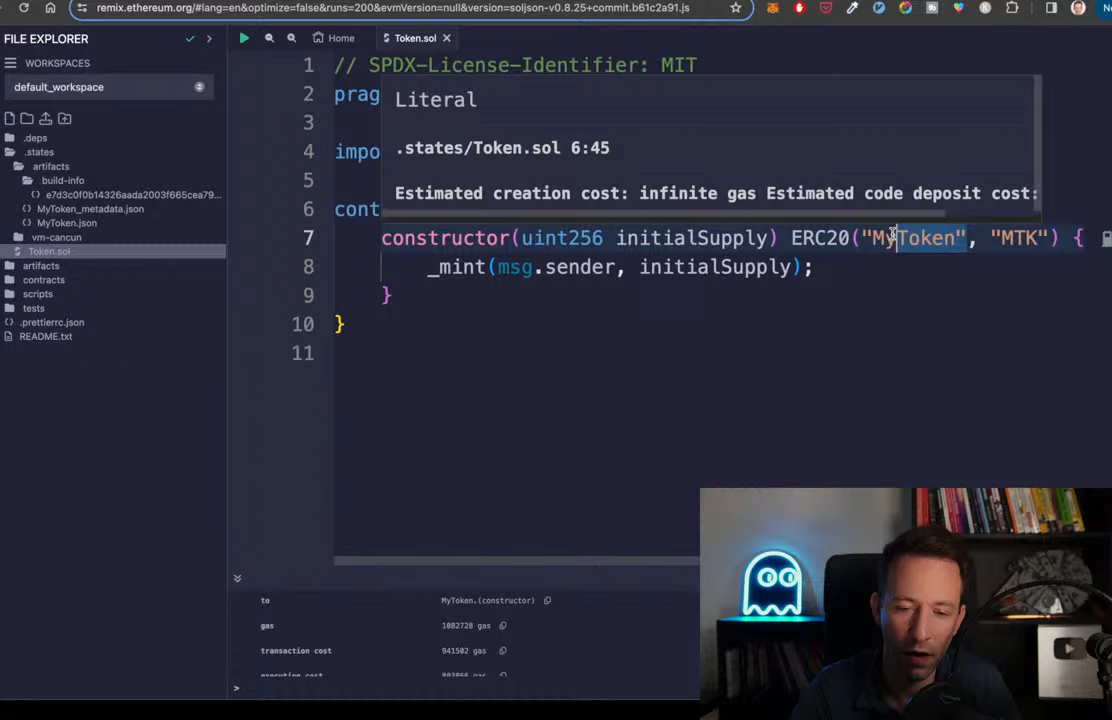 remix.ethereum.org/#lang=en&optimize=false&runs=200&evmVersion=null&version=soljson-v0.8.25+commit.b61c2a91.js
FILE EXPLORER
WORKSPACES
default_workspace
.deps
.states
artifacts
build-info
e7d3c0f0b14326aada2003f665cea79...
MyToken_metadata.json
MyToken.json
vm-cancun
Token.sol
artifacts
contracts
scripts
tests
.prettierrc.json
README.txt
Home
Token.sol
1 // SPDX-License-Identifier: MIT
2 prag
3
4 impo
5
6 cont
7 constructor(uint256 initialSupply) ERC20("MyToken", "MTK") {
8 _mint(msg.sender, initialSupply);
9 }
10 }
11
Literal
.states/Token.sol 6:45
Estimated creation cost: infinite gas Estimated code deposit cost:
to MyToken.(constructor)
gas 1082728 gas
transaction cost 941502 gas
execution cost 803866 gas
>